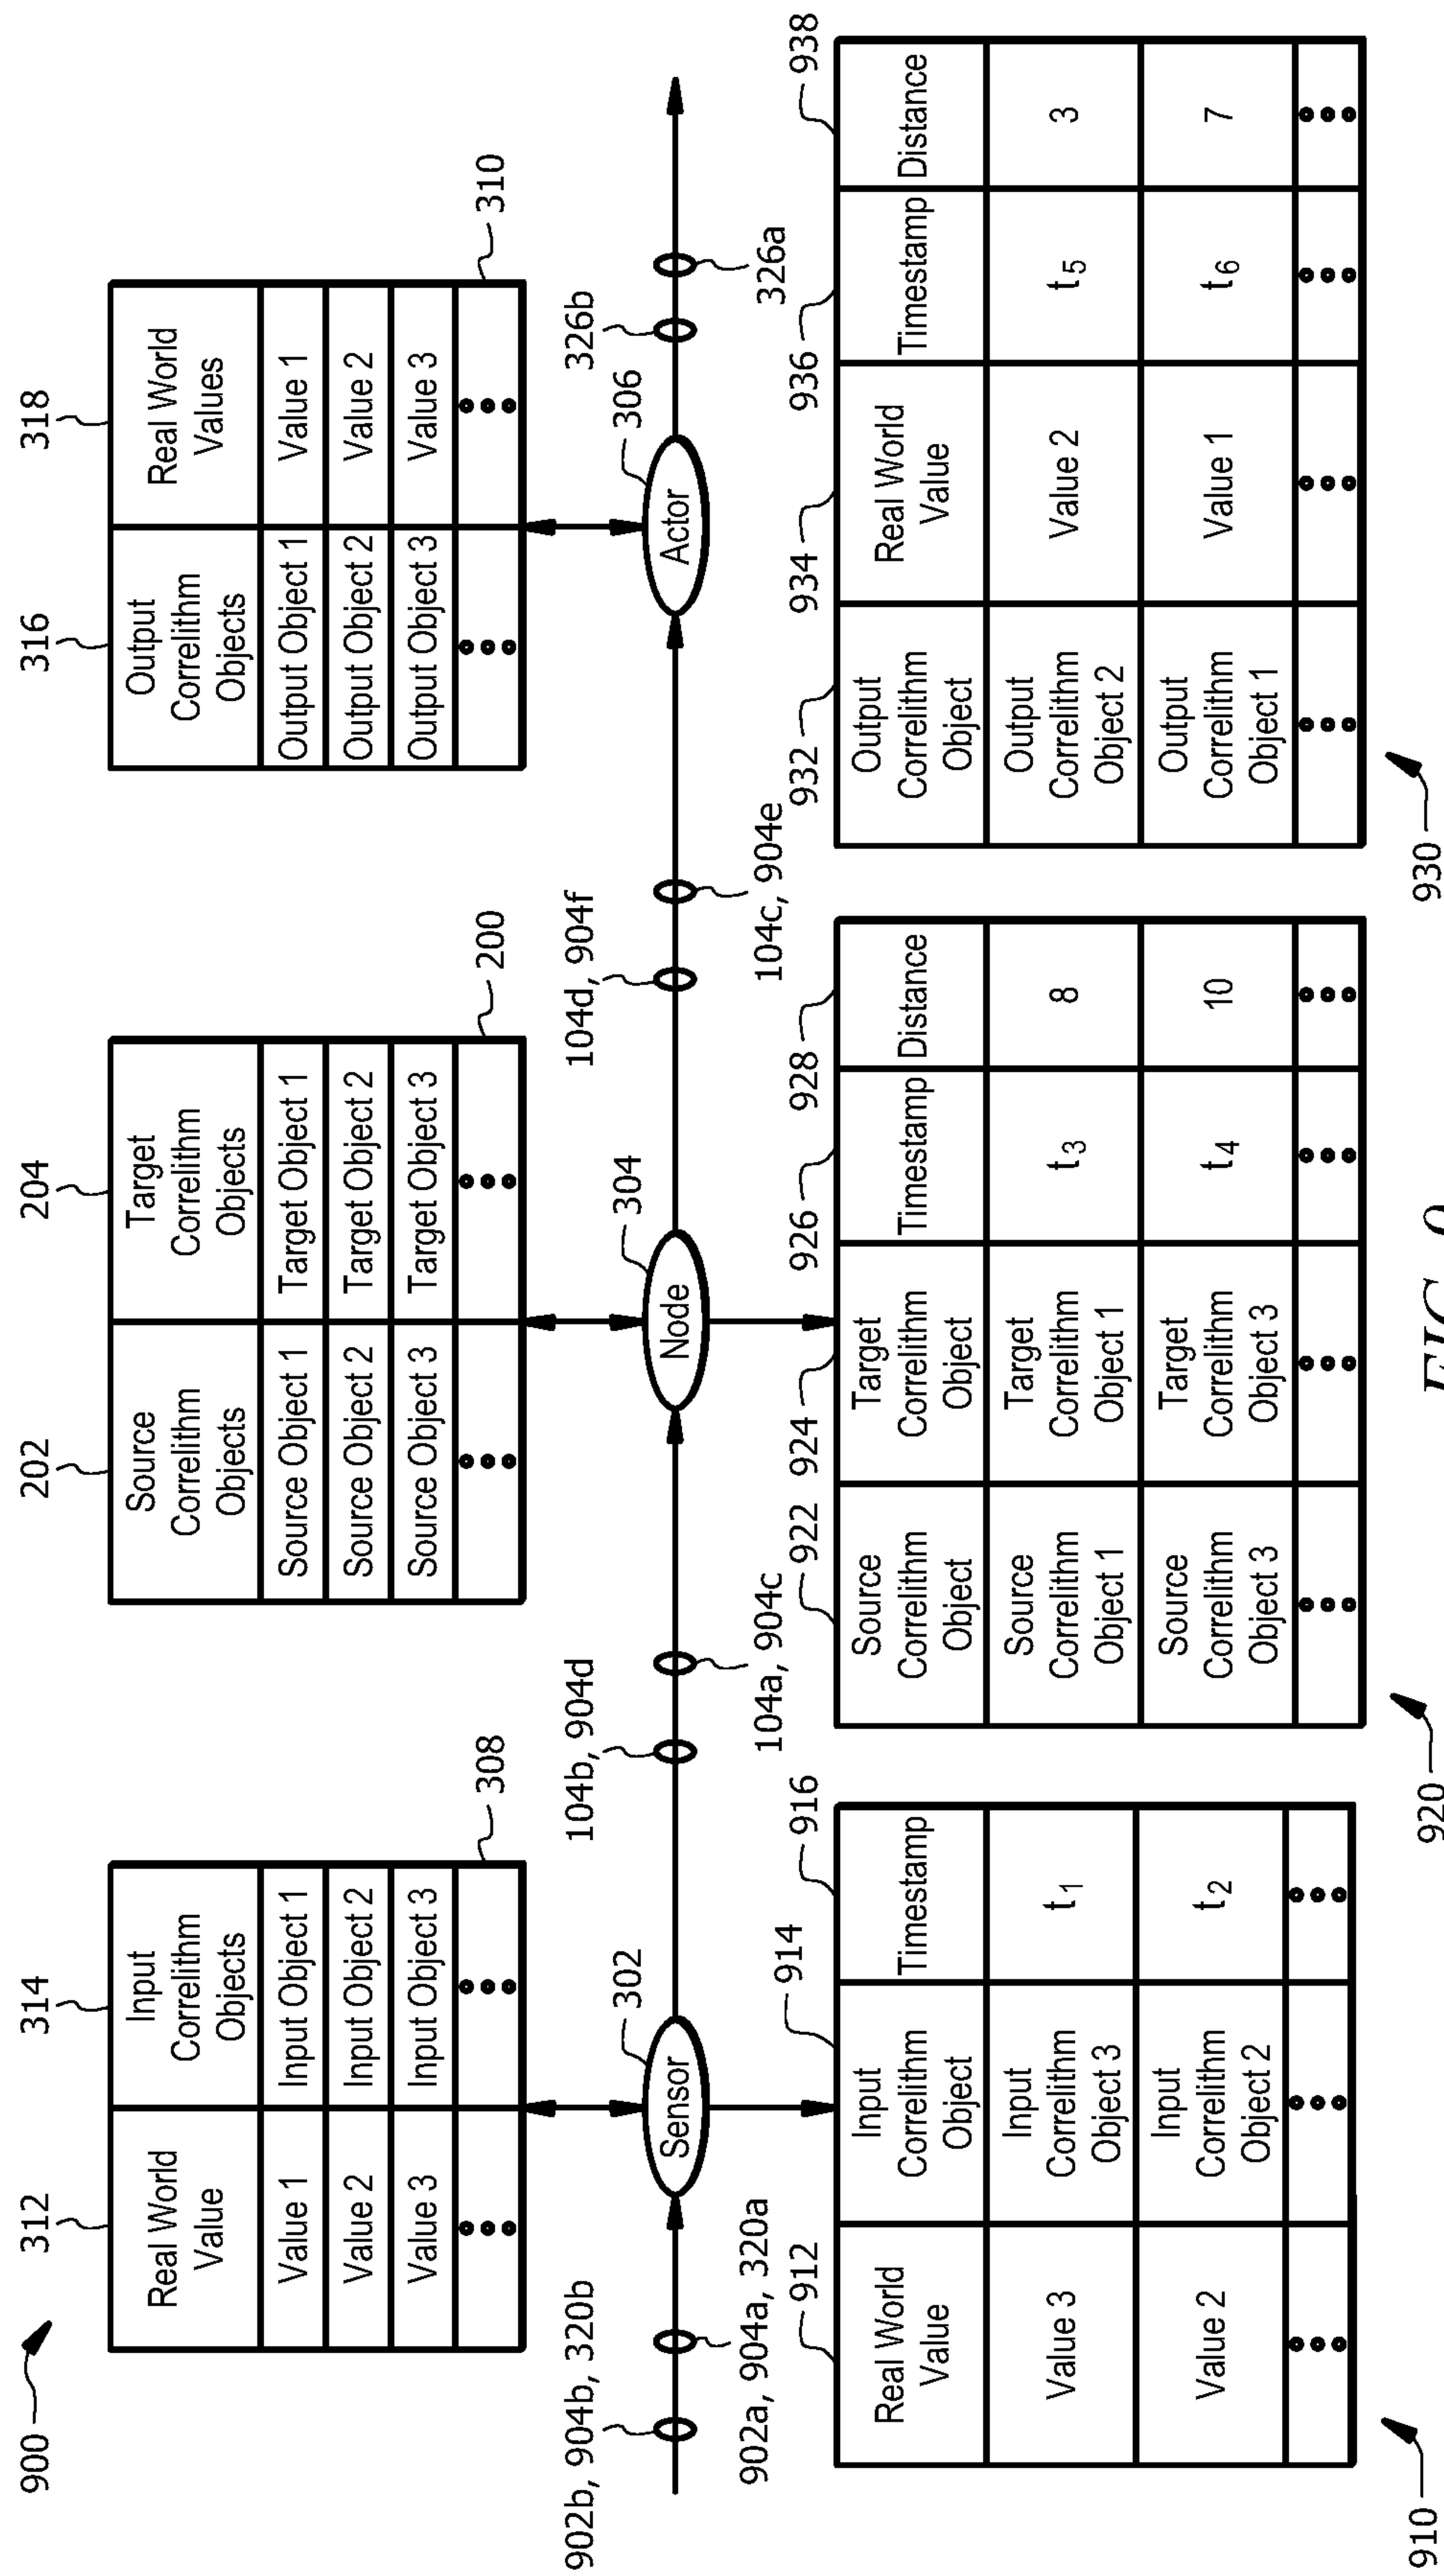 900
312
314
308
Real World
Value
Input
Correlithm
Objects
Value 1
Input Object 1
Value 2
Input Object 2
Value 3
Input Object 3
202
204
200
Source
Correlithm
Objects
Target
Correlithm
Objects
Source Object 1
Target Object 1
Source Object 2
Target Object 2
Source Object 3
Target Object 3
316
318
310
Output
Correlithm
Objects
Real World
Values
Output Object 1
Value 1
Output Object 2
Value 2
Output Object 3
Value 3
902b, 904b, 320b
902a, 904a, 320a
Sensor
302
104b, 904d
104a, 904c
Node
304
104d, 904f
104c, 904e
Actor
306
326b
326a
912
914
916
Real World
Value
Input
Correlithm
Object
Timestamp
Value 3
Input
Correlithm
Object 3
t1
Value 2
Input
Correlithm
Object 2
t2
910
922
924
926
928
Source
Correlithm
Object
Target
Correlithm
Object
Timestamp
Distance
Source
Correlithm
Object 1
Target
Correlithm
Object 1
t3
8
Source
Correlithm
Object 3
Target
Correlithm
Object 3
t4
10
920
932
934
936
938
Output
Correlithm
Object
Real World
Value
Timestamp
Distance
Output
Correlithm
Object 2
Value 2
t5
3
Output
Correlithm
Object 1
Value 1
t6
7
930